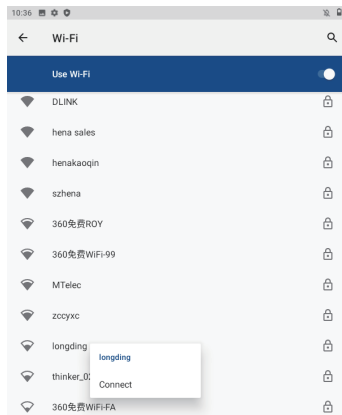 10:36
Wi-Fi
Use Wi-Fi
DLINK
hena sales
henakaoqin
szhena
360免费ROY
360免费WiFi-99
MTelec
zccyxc
longding
longding
thinker_02
Connect
360免费WiFi-FA